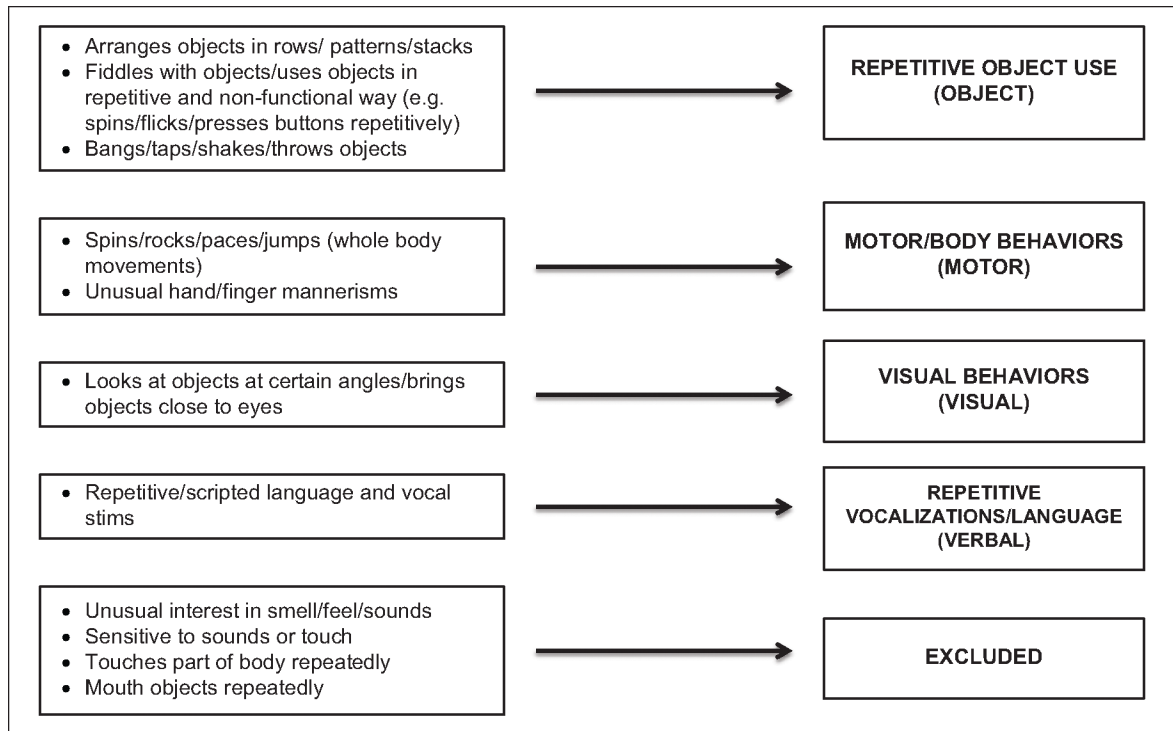 • Arranges objects in rows/ patterns/stacks
• Fiddles with objects/uses objects in
repetitive and non-functional way (e.g.
spins/flicks/presses buttons repetitively)
• Bangs/taps/shakes/throws objects
REPETITIVE OBJECT USE
(OBJECT)
• Spins/rocks/paces/jumps (whole body
movements)
• Unusual hand/finger mannerisms
MOTOR/BODY BEHAVIORS
(MOTOR)
• Looks at objects at certain angles/brings
objects close to eyes
VISUAL BEHAVIORS
(VISUAL)
• Repetitive/scripted language and vocal
stims
REPETITIVE
VOCALIZATIONS/LANGUAGE
(VERBAL)
• Unusual interest in smell/feel/sounds
• Sensitive to sounds or touch
• Touches part of body repeatedly
• Mouth objects repeatedly
EXCLUDED